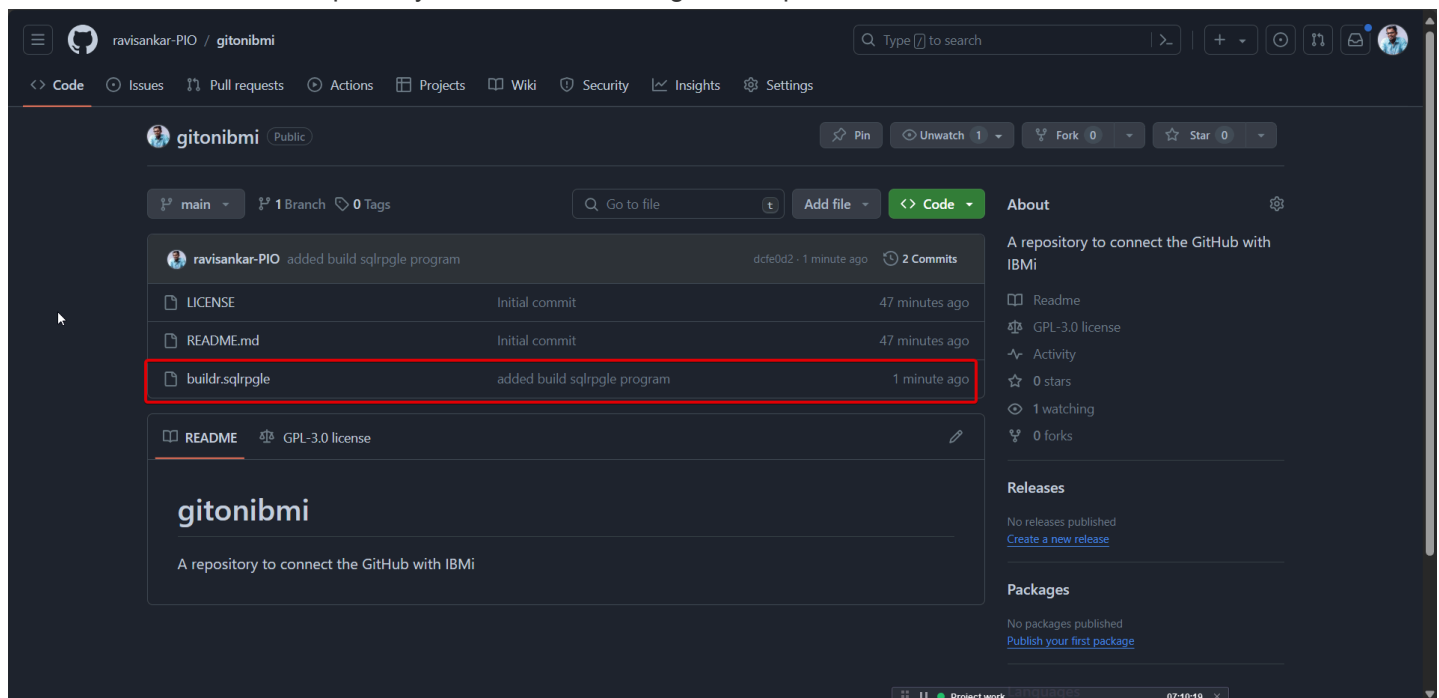 ravisankar-PIO / gitonibmi
Type / to search
Code Issues Pull requests Actions Projects Wiki Security Insights Settings
gitonibmi Public
Pin Unwatch 1 Fork 0 Star 0
main 1 Branch 0 Tags Go to file t Add file Code
ravisankar-PIO added build sqlrpgle program dcfe0d2 · 1 minute ago 2 Commits
LICENSE Initial commit 47 minutes ago
README.md Initial commit 47 minutes ago
buildr.sqlrpgle added build sqlrpgle program 1 minute ago
README GPL-3.0 license
gitonibmi
A repository to connect the GitHub with IBMi
About
A repository to connect the GitHub with
IBMi
Readme
GPL-3.0 license
Activity
0 stars
1 watching
0 forks
Releases
No releases published
Create a new release
Packages
No packages published
Publish your first package
Languages
Project work 07:10:19